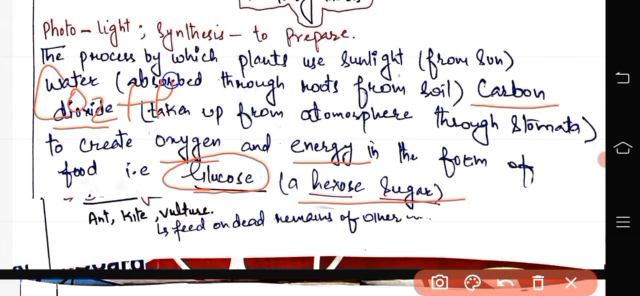 Photo - light ; Synthesis - to prepare.
The process by which plants use sunlight (from Sun)
water (absorbed through roots from soil) Carbon
dioxide (taken up from atomosphere through stomata)
to create oxygen and energy in the form of
food i.e Glucose (a hexose sugar)
Ant, Kite, Vulture.
↳ feed on dead remains of other